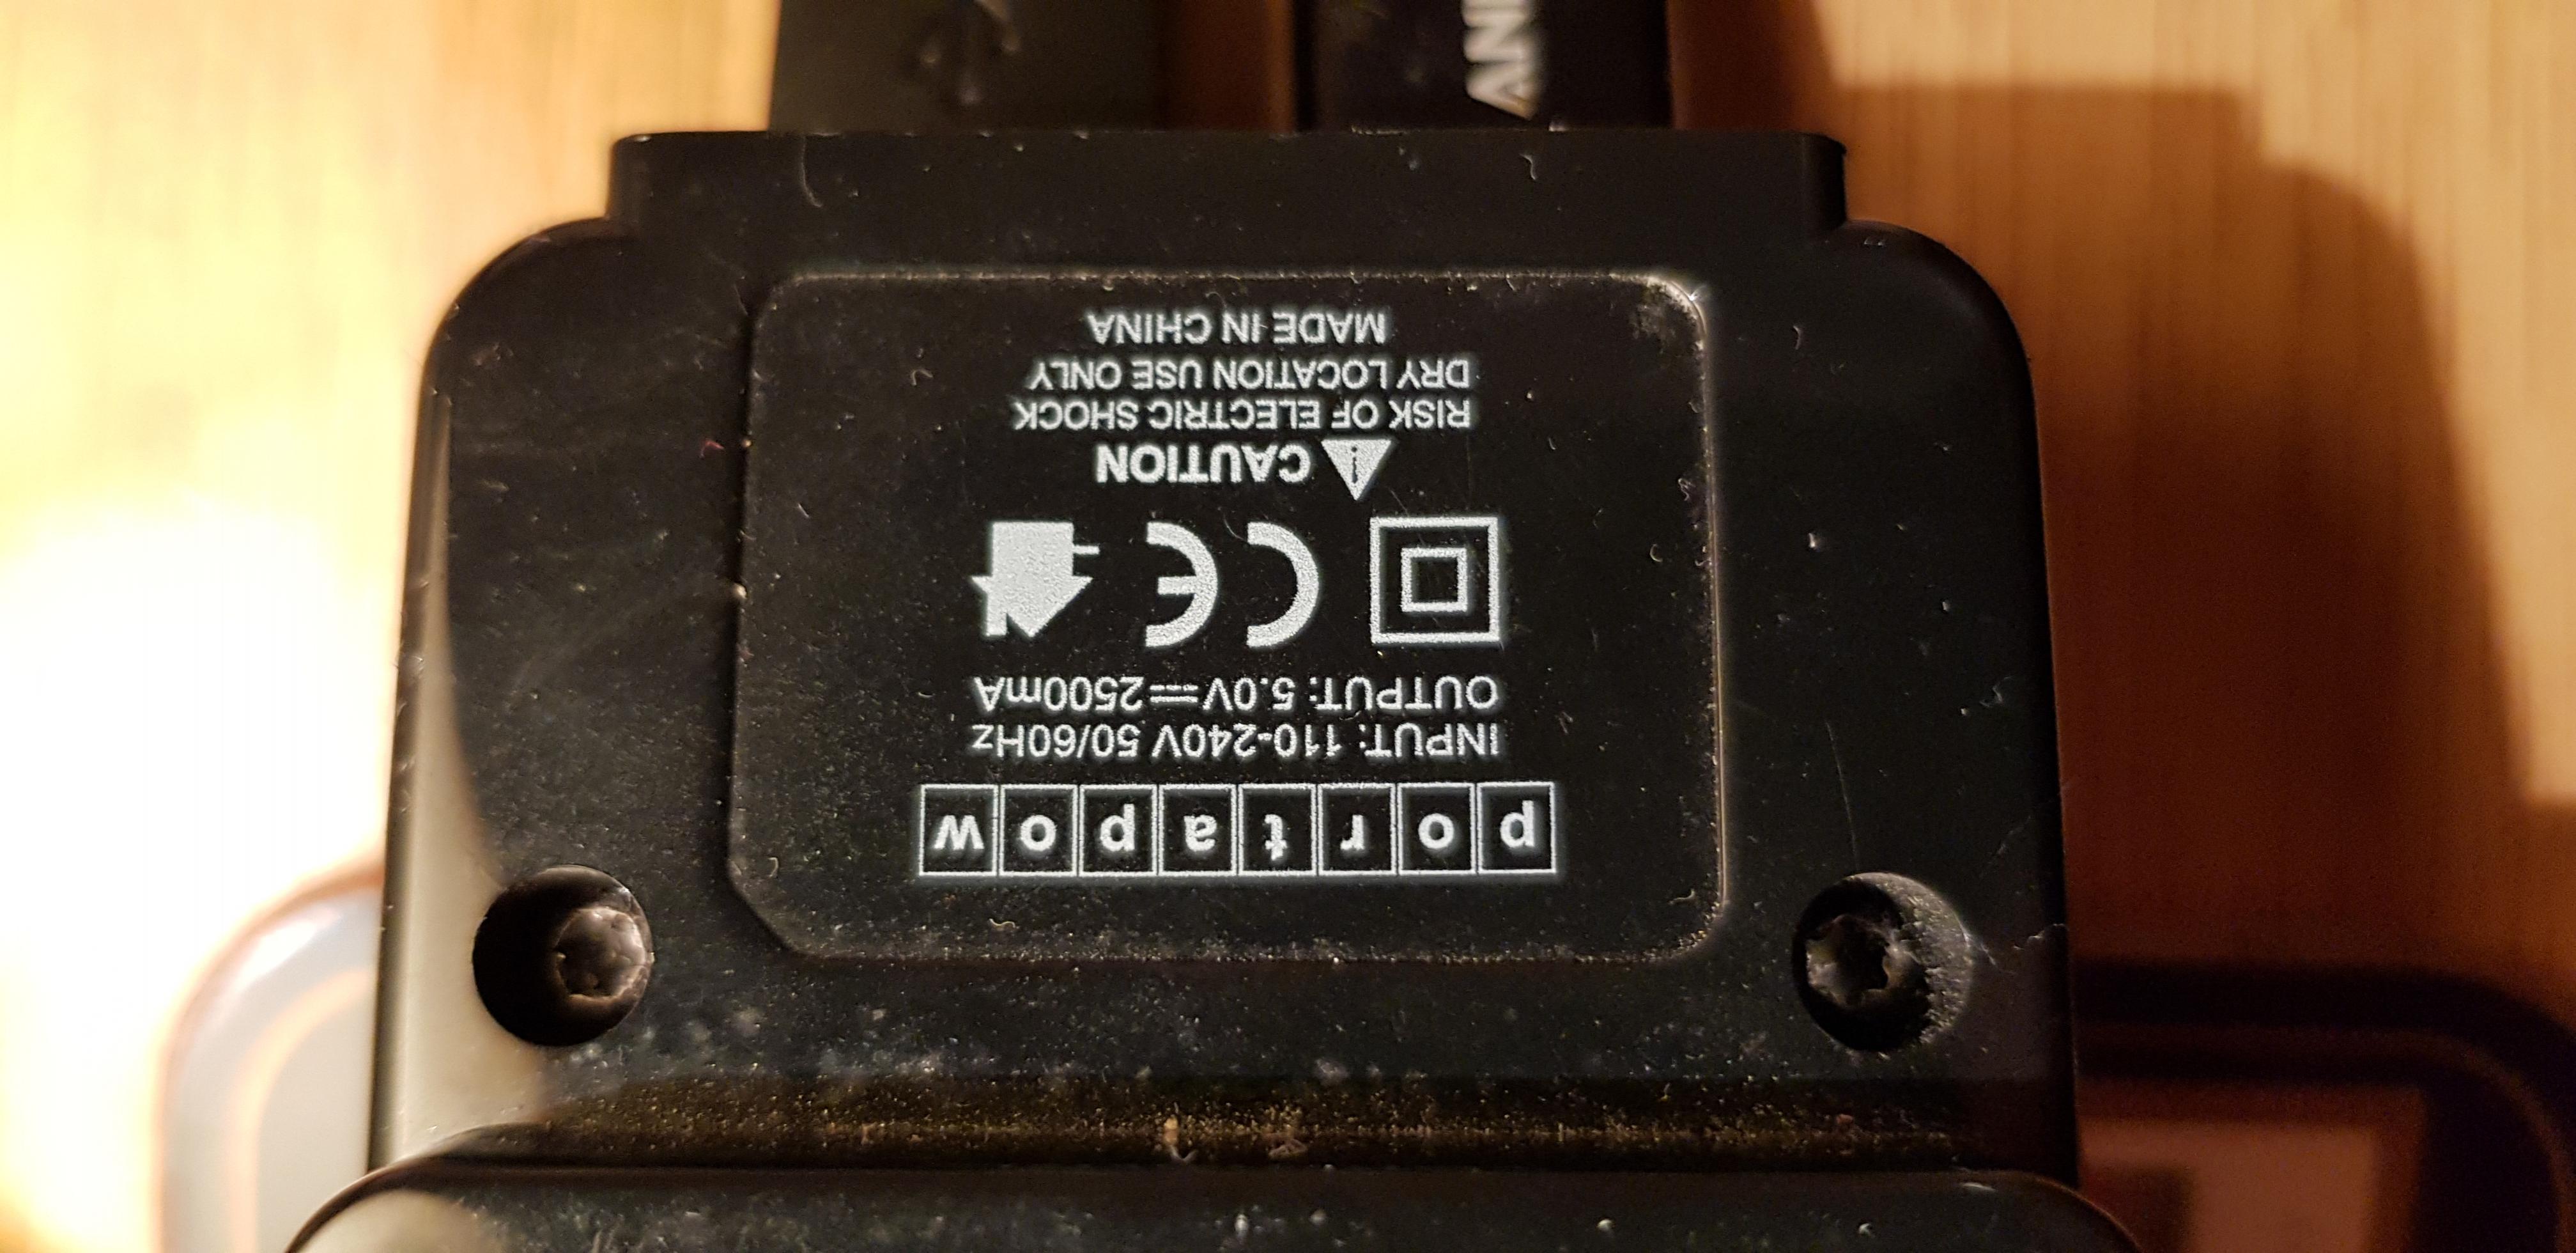 portapow
INPUT: 110-240V 50/60Hz
OUTPUT: 5.0V⎓2500mA
CE
CAUTION
RISK OF ELECTRIC SHOCK
DRY LOCATION USE ONLY
MADE IN CHINA